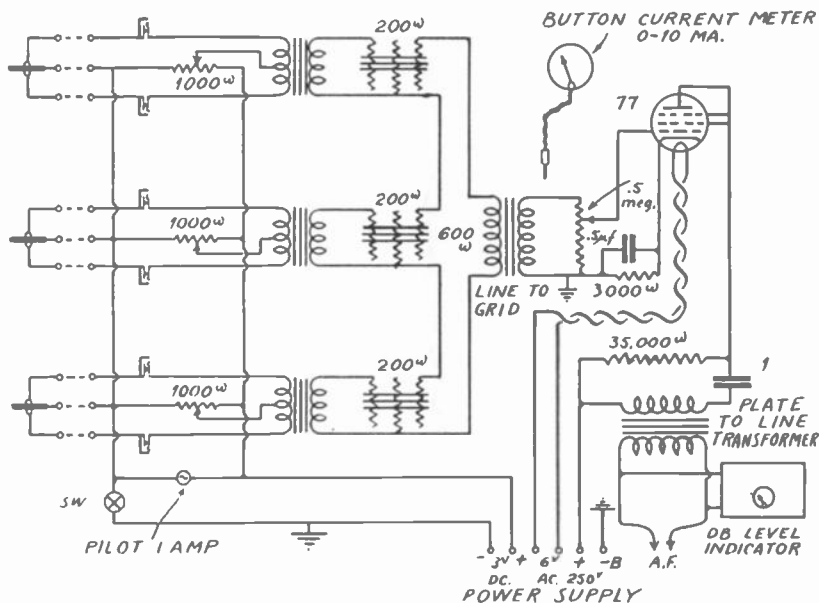 BUTTON CURRENT METER
0-10 MA.
200ω
1000ω
77
.5
meg.
200ω
1000ω
600
ω
.5μf
LINE TO
GRID
3000ω
200ω
1000ω
35,000ω
1
PLATE
TO LINE
TRANSFORMER
SW
PILOT LAMP
DB LEVEL
INDICATOR
A.F.
- 3V + 6V + -B
DC. AC. 250V
POWER SUPPLY